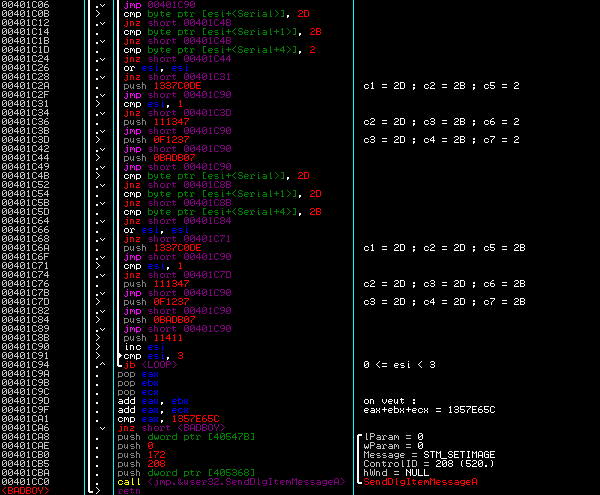 00401C06 jmp 00401C90
00401C0B cmp byte ptr [esi+<Serial>], 2D
00401C12 jnz short 00401C4B
00401C14 cmp byte ptr [esi+<Serial+1>], 2B
00401C1B jnz short 00401C4B
00401C1D cmp byte ptr [esi+<Serial+4>], 2
00401C24 jnz short 00401C44
00401C26 or esi, esi
00401C28 jnz short 00401C31
00401C2A push 1337C0DE c1 = 2D ; c2 = 2B ; c5 = 2
00401C2F jmp short 00401C90
00401C31 cmp esi, 1
00401C34 jnz short 00401C3D
00401C36 push 111347 c2 = 2D ; c3 = 2B ; c6 = 2
00401C3B jmp short 00401C90
00401C3D push 0F1237 c3 = 2D ; c4 = 2B ; c7 = 2
00401C42 jmp short 00401C90
00401C44 push 0BADB07
00401C49 jmp short 00401C90
00401C4B cmp byte ptr [esi+<Serial>], 2D
00401C52 jnz short 00401C8B
00401C54 cmp byte ptr [esi+<Serial+1>], 2D
00401C5B jnz short 00401C8B
00401C5D cmp byte ptr [esi+<Serial+4>], 2B
00401C64 jnz short 00401C84
00401C66 or esi, esi
00401C68 jnz short 00401C71
00401C6A push 1337C0DE c1 = 2D ; c2 = 2D ; c5 = 2B
00401C6F jmp short 00401C90
00401C71 cmp esi, 1
00401C74 jnz short 00401C7D
00401C76 push 111347 c2 = 2D ; c3 = 2D ; c6 = 2B
00401C7B jmp short 00401C90
00401C7D push 0F1237 c3 = 2D ; c4 = 2D ; c7 = 2B
00401C82 jmp short 00401C90
00401C84 push 0BADB07
00401C89 jmp short 00401C90
00401C8B push 11411
00401C90 inc esi
00401C91 cmp esi, 3
00401C94 jb <LOOP> 0 <= esi < 3
00401C9A pop eax
00401C9B pop ebx
00401C9C pop ecx
00401C9D add eax, ebx on veut :
00401C9F add eax, ecx eax+ebx+ecx = 1357E65C
00401CA1 cmp eax, 1357E65C
00401CA6 jnz short <BADBOY>
00401CA8 push dword ptr [40547B] lParam = 0
00401CAE push 0 wParam = 0
00401CB0 push 172 Message = STM_SETIMAGE
00401CB5 push 208 ControlID = 208 (520.)
00401CBA push dword ptr [405368] hWnd = NULL
00401CC0 call <jmp.&user32.SendDlgItemMessageA> SendDlgItemMessageA
<BADBOY> retn